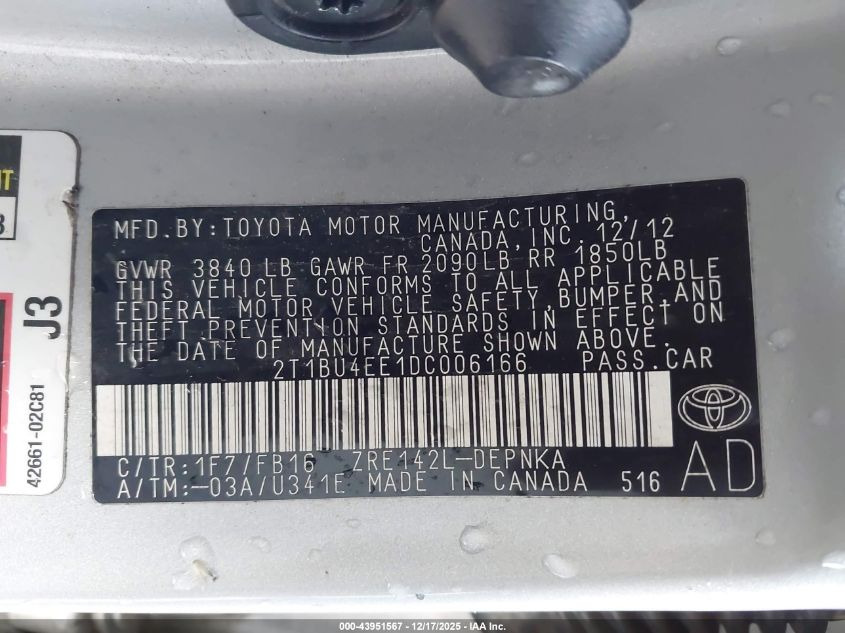 MFD.BY:TOYOTA MOTOR MANUFACTURING,
CANADA,INC. 12/12
GVWR 3840 LB GAWR FR 2090LB RR 1850LB
THIS VEHICLE CONFORMS TO ALL APPLICABLE
FEDERAL MOTOR VEHICLE SAFETY,BUMPER,AND
THEFT PREVENTION STANDARDS IN EFFECT ON
THE DATE OF MANUFACTURE SHOWN ABOVE.
2T1BU4EE1DC006166 PASS.CAR
C/TR:1F7/FB16 ZRE142L-DEPNKA
A/TM:-03A/U341E MADE IN CANADA 516
AD
J3
42661-02C81
000-43951567 — 12/17/2025 - IAA Inc.